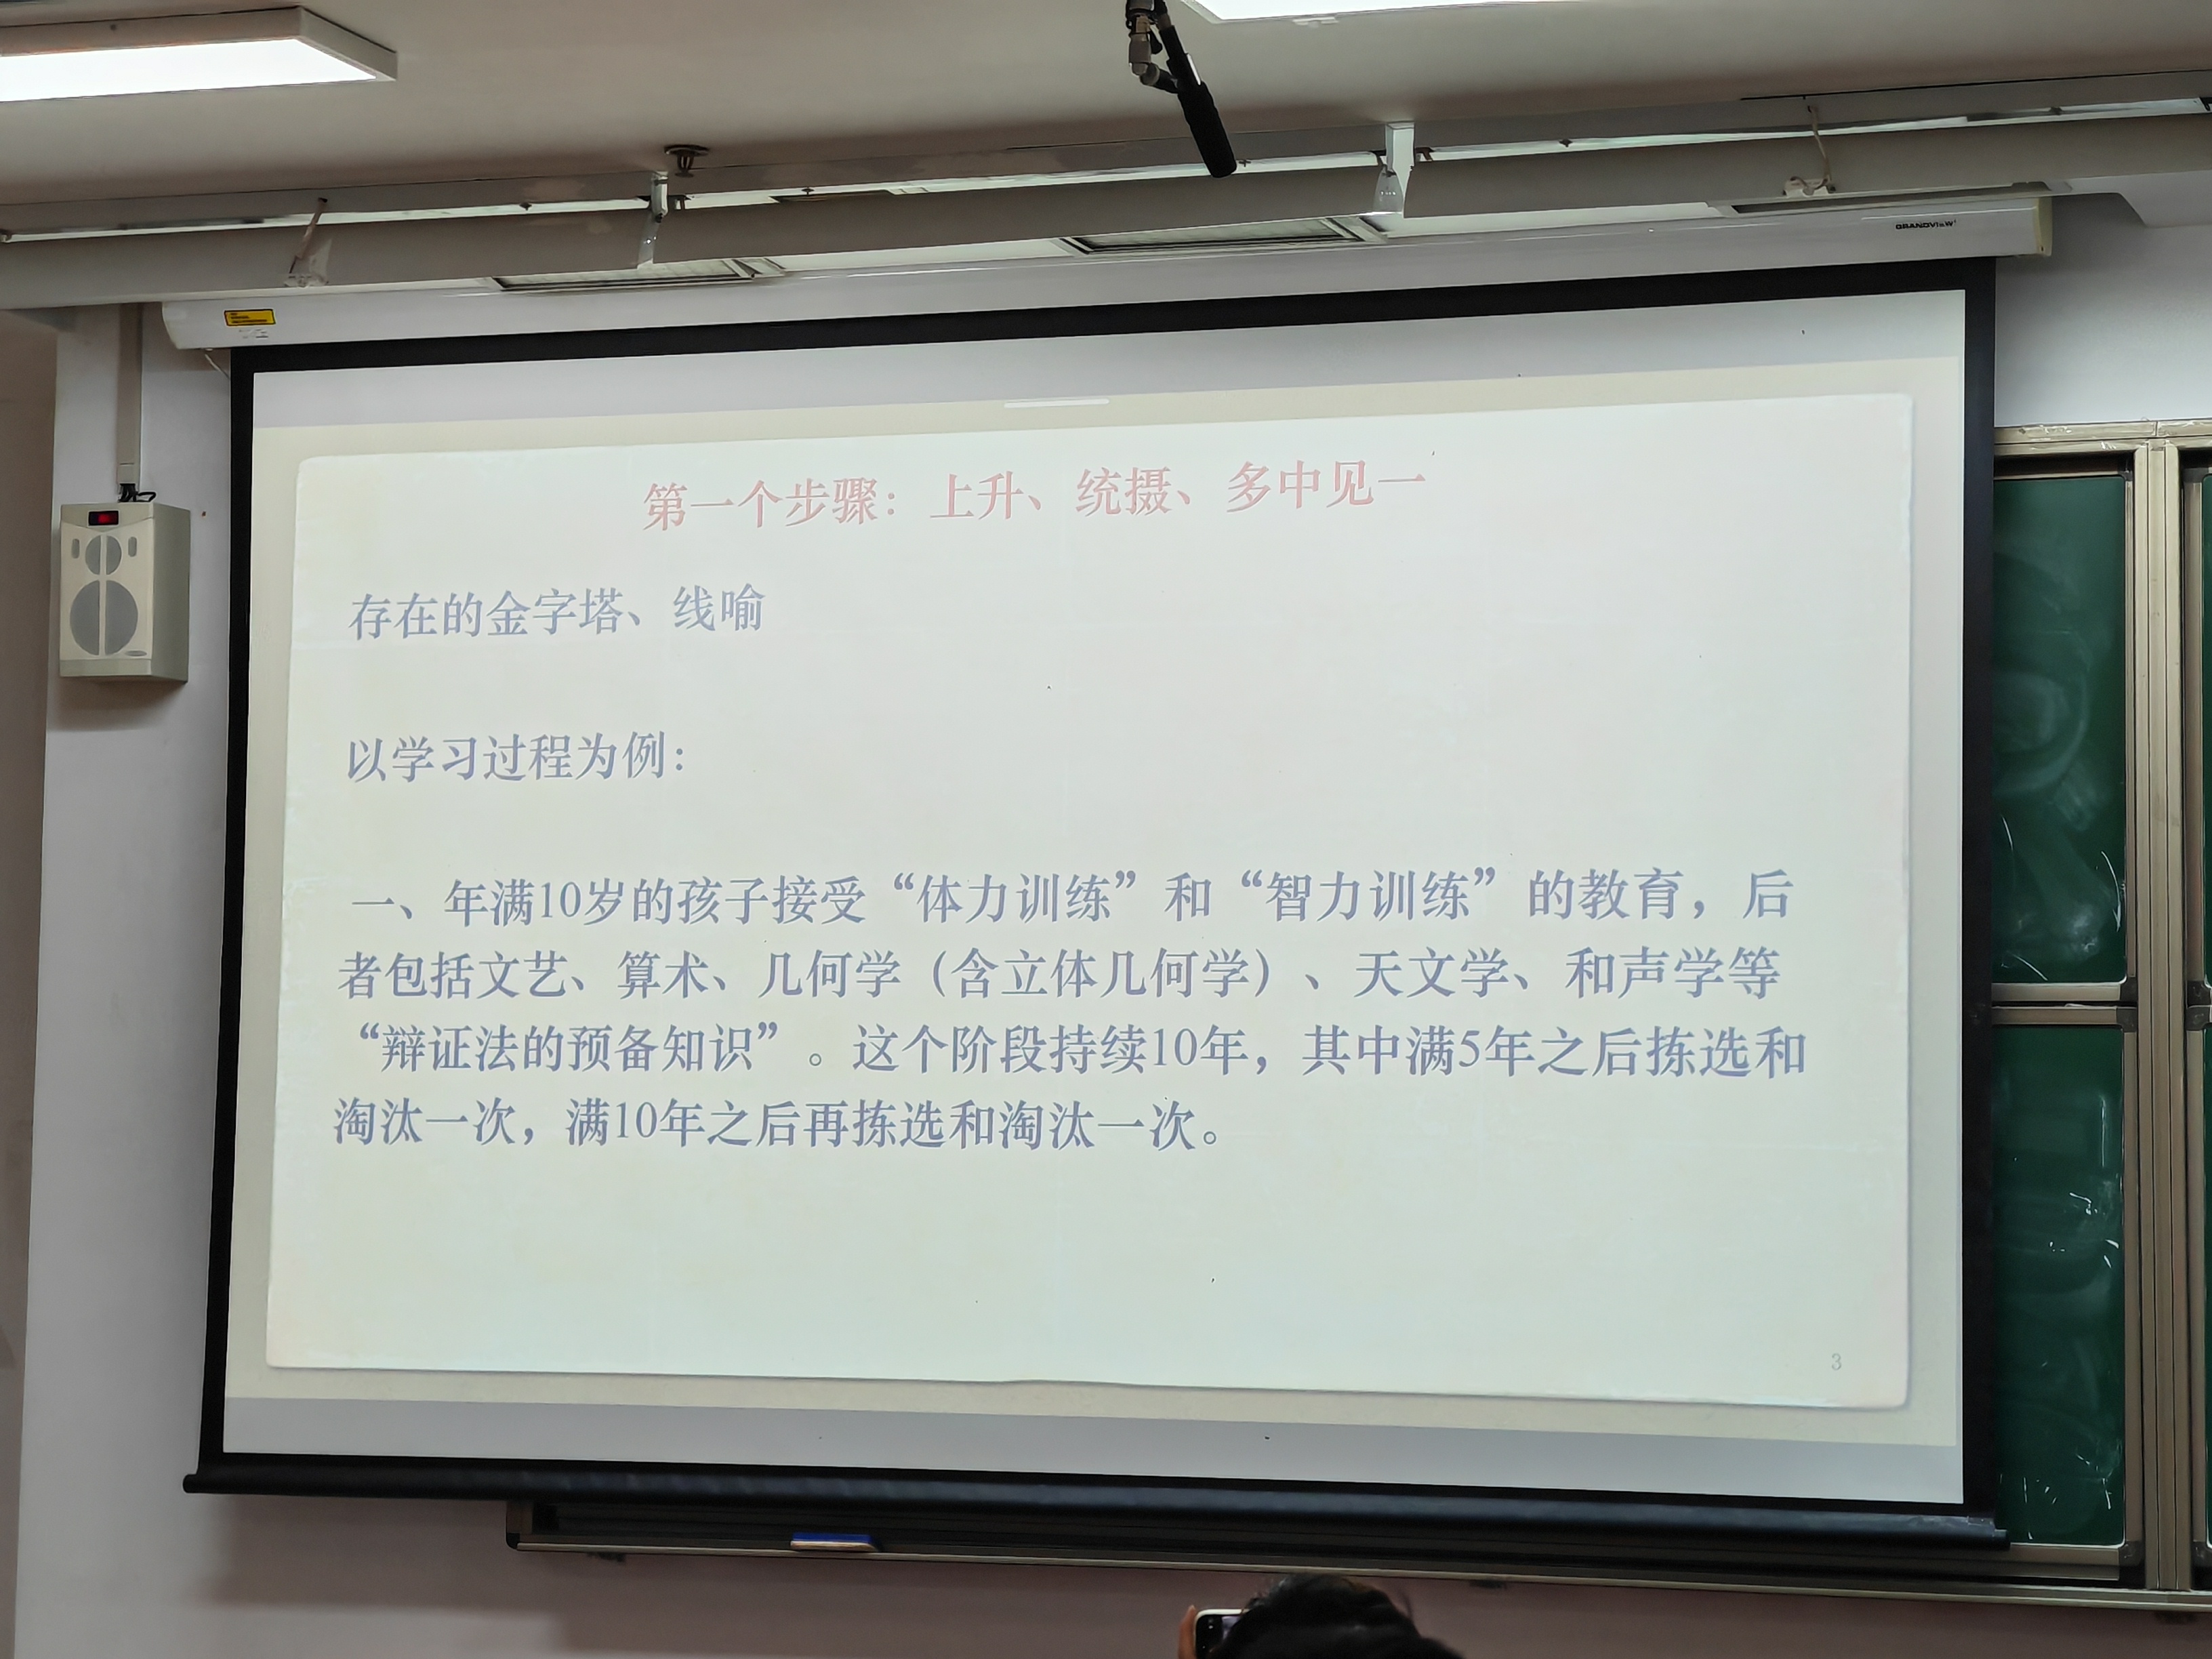 GRANDVIEW
第一个步骤：上升、统摄、多中见一
存在的金字塔、线喻
以学习过程为例：
一、年满10岁的孩子接受“体力训练”和“智力训练”的教育，后
者包括文艺、算术、几何学（含立体几何学）、天文学、和声学等
“辩证法的预备知识”。这个阶段持续10年，其中满5年之后拣选和
淘汰一次，满10年之后再拣选和淘汰一次。
3